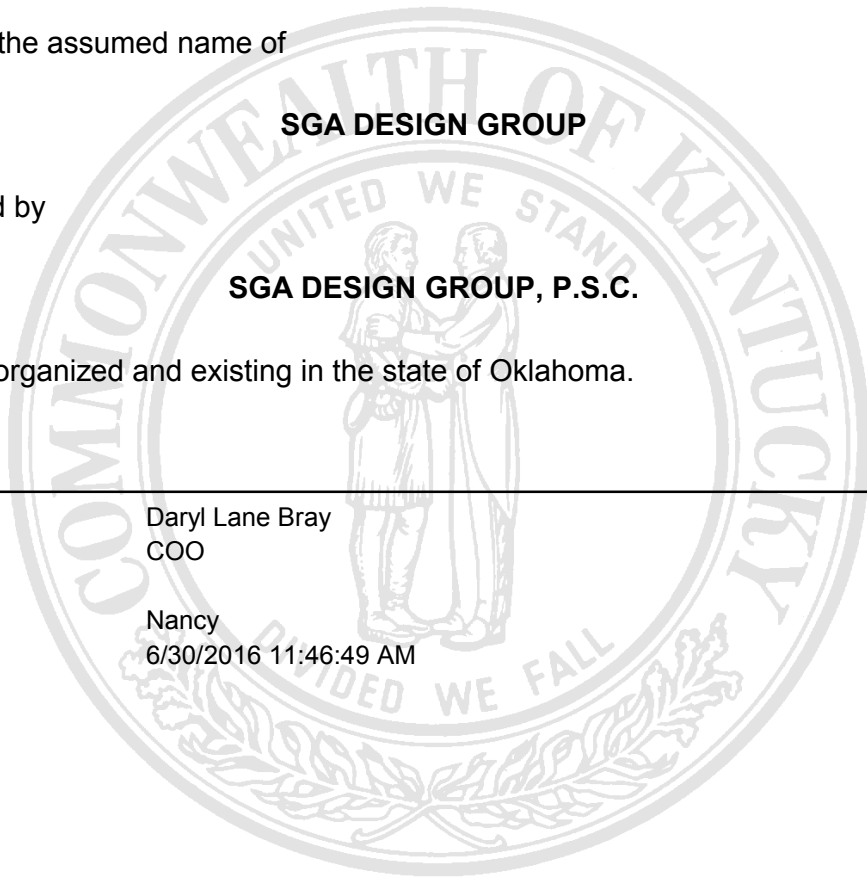 the assumed name of
SGA DESIGN GROUP
d by
SGA DESIGN GROUP, P.S.C.
organized and existing in the state of Oklahoma.
Daryl Lane Bray
COO
Nancy
6/30/2016 11:46:49 AM
COMMONWEALTH OF KENTUCKY
UNITED WE STAND
DIVIDED WE FALL